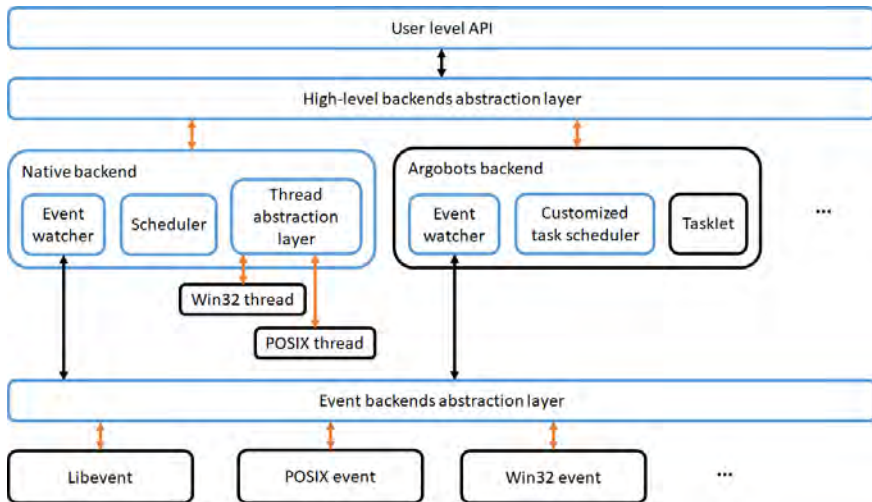 User level API
High-level backends abstraction layer
Native backend
Event
watcher
Scheduler
Thread
abstraction
layer
Argobots backend
Event
watcher
Customized
task scheduler
Tasklet
...
Win32 thread
POSIX thread
Event backends abstraction layer
Libevent
POSIX event
Win32 event
...